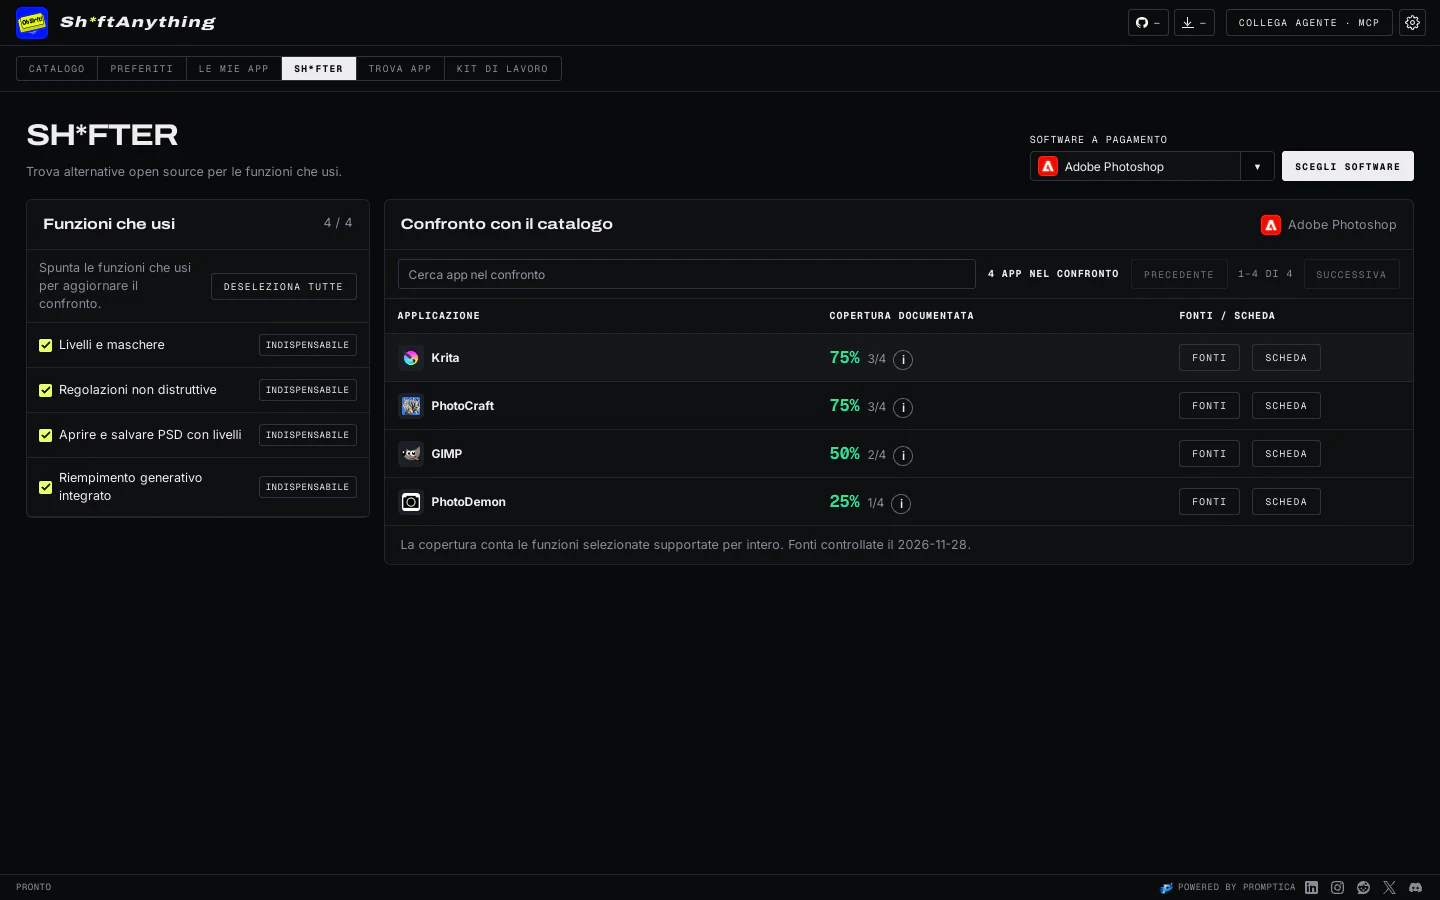 Sh*ftAnything
–
–
COLLEGA AGENTE · MCP
CATALOGO
PREFERITI
LE MIE APP
SH*FTER
TROVA APP
KIT DI LAVORO
SH*FTER
Trova alternative open source per le funzioni che usi.
SOFTWARE A PAGAMENTO
Adobe Photoshop
SCEGLI SOFTWARE
Funzioni che usi
4 / 4
Spunta le funzioni che usi
per aggiornare il
confronto.
DESELEZIONA TUTTE
Livelli e maschere
INDISPENSABILE
Regolazioni non distruttive
INDISPENSABILE
Aprire e salvare PSD con livelli
INDISPENSABILE
Riempimento generativo
integrato
INDISPENSABILE
Confronto con il catalogo
Adobe Photoshop
Cerca app nel confronto
4 APP NEL CONFRONTO
PRECEDENTE
1–4 DI 4
SUCCESSIVA
APPLICAZIONE
COPERTURA DOCUMENTATA
FONTI / SCHEDA
Krita
75% 3/4 i
FONTI
SCHEDA
PhotoCraft
75% 3/4 i
FONTI
SCHEDA
GIMP
50% 2/4 i
FONTI
SCHEDA
PhotoDemon
25% 1/4 i
FONTI
SCHEDA
La copertura conta le funzioni selezionate supportate per intero. Fonti controllate il 2026-11-28.
PRONTO
POWERED BY PROMPTICA